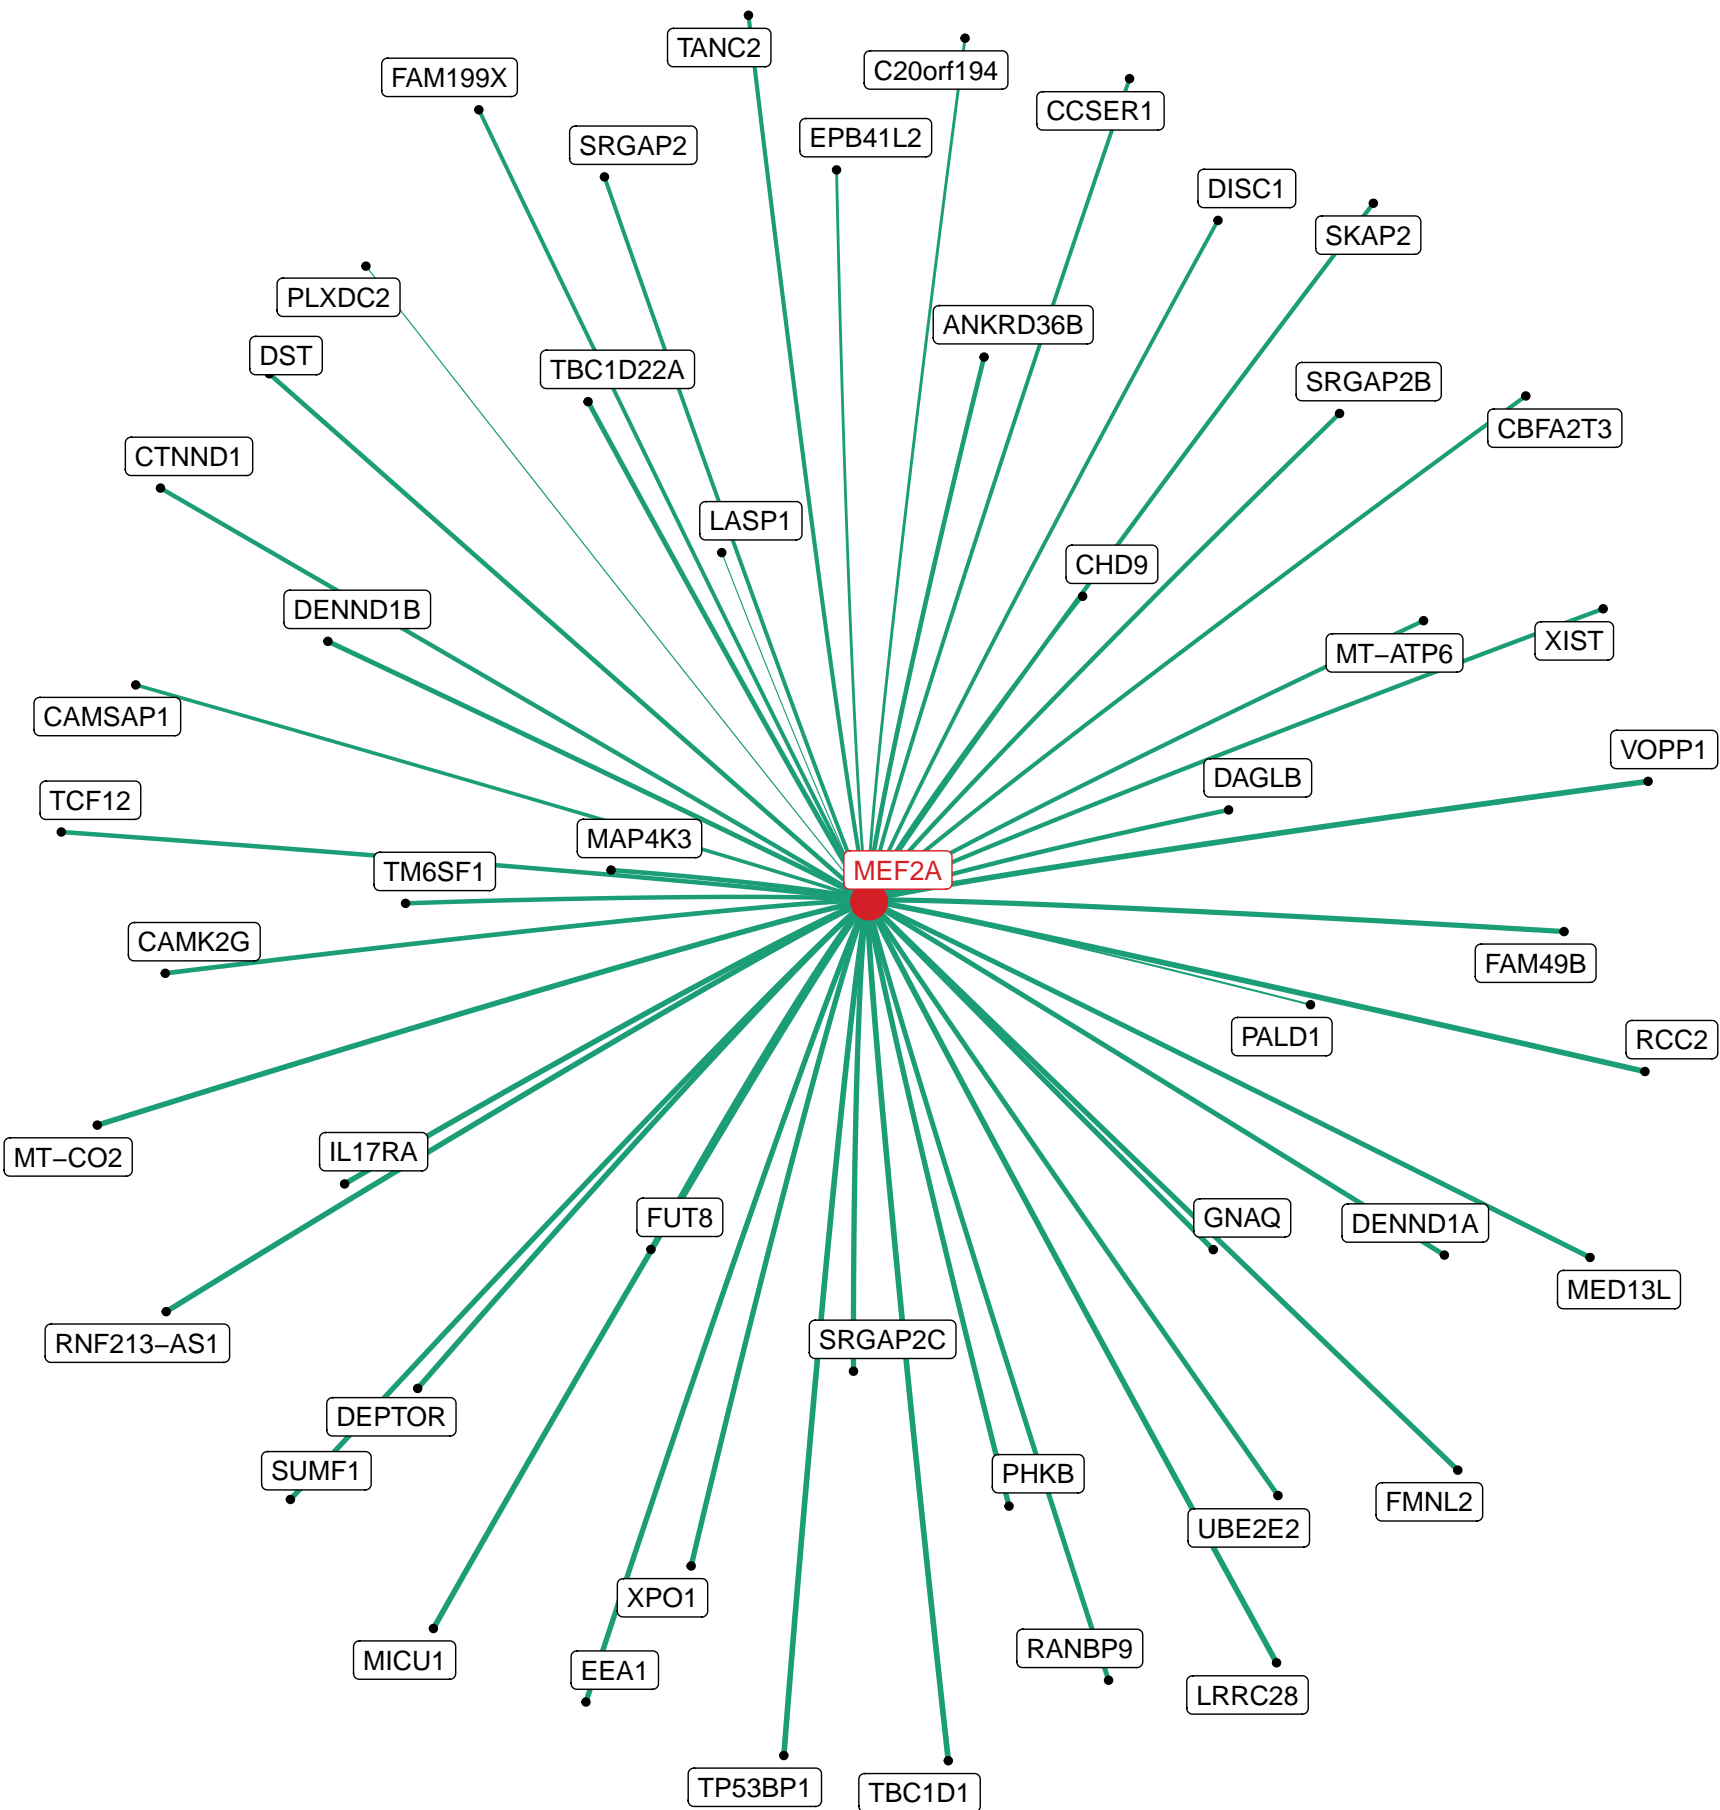 TANC2
C20orf194
FAM199X
CCSER1
EPB41L2
SRGAP2
DISC1
SKAP2
PLXDC2
ANKRD36B
DST
TBC1D22A
SRGAP2B
CBFA2T3
CTNND1
LASP1
CHD9
DENND1B
XIST
MT−ATP6
CAMSAP1
VOPP1
DAGLB
TCF12
MAP4K3
MEF2A
TM6SF1
CAMK2G
FAM49B
PALD1
RCC2
IL17RA
MT−CO2
FUT8
GNAQ
DENND1A
MED13L
SRGAP2C
RNF213−AS1
DEPTOR
SUMF1
PHKB
FMNL2
UBE2E2
XPO1
RANBP9
MICU1
EEA1
LRRC28
TP53BP1
TBC1D1